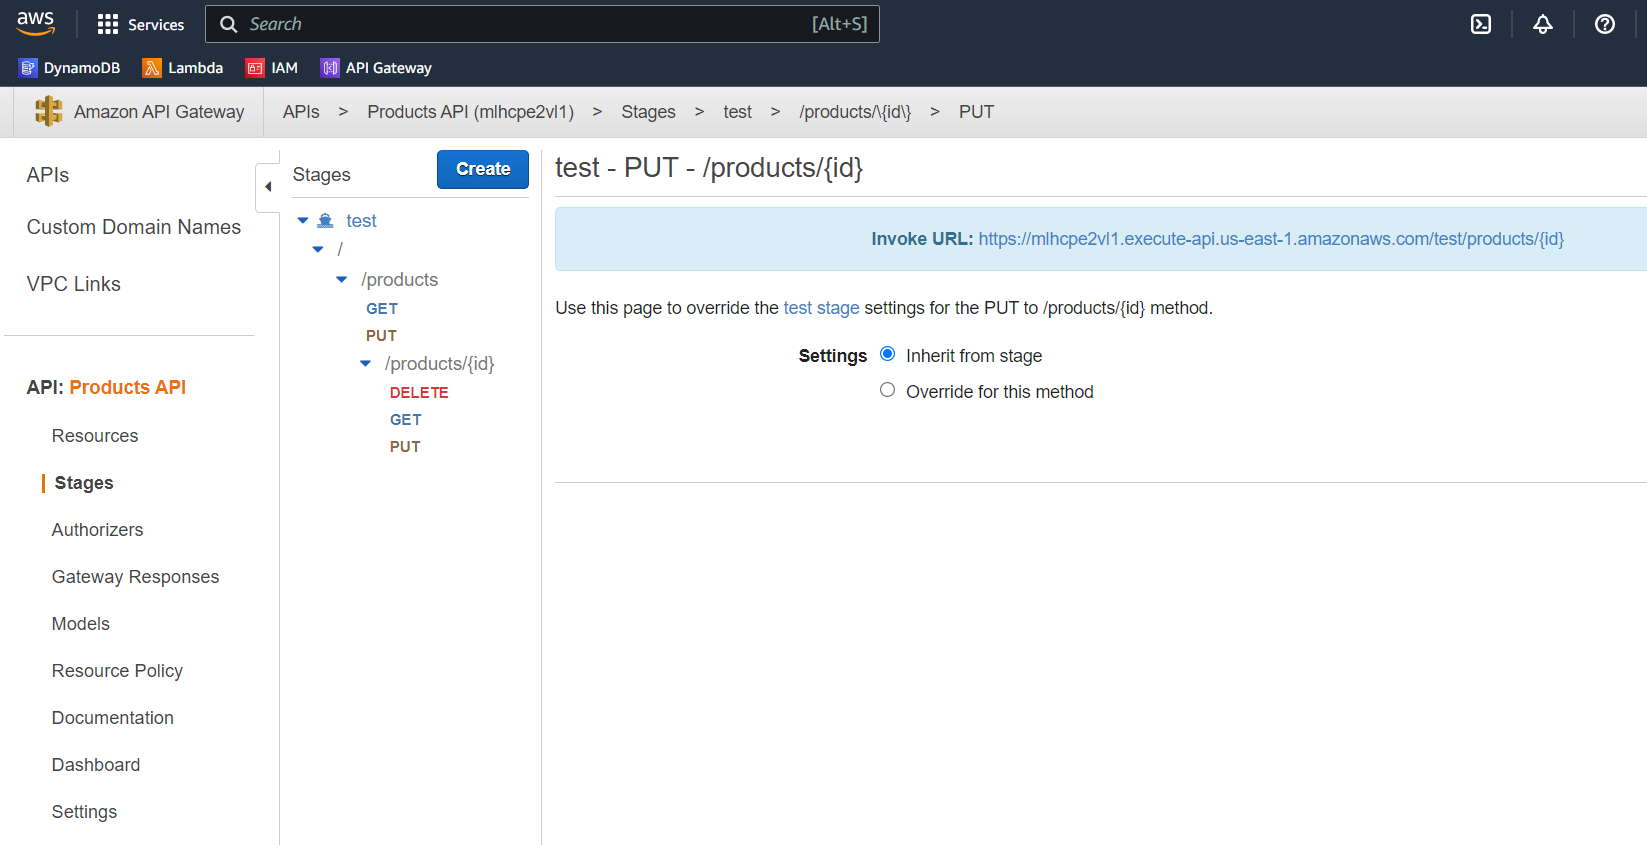 aws Services Search [Alt+S]
DynamoDB Lambda IAM API Gateway
Amazon API Gateway APIs > Products API (mlhcpe2vl1) > Stages > test > /products/\{id\} > PUT
APIs
Custom Domain Names
VPC Links
API: Products API
Resources
Stages
Authorizers
Gateway Responses
Models
Resource Policy
Documentation
Dashboard
Settings
Stages Create
test
/
/products
GET
PUT
/products/{id}
DELETE
GET
PUT
test - PUT - /products/{id}
Invoke URL: https://mlhcpe2vl1.execute-api.us-east-1.amazonaws.com/test/products/{id}
Use this page to override the test stage settings for the PUT to /products/{id} method.
Settings Inherit from stage
Override for this method